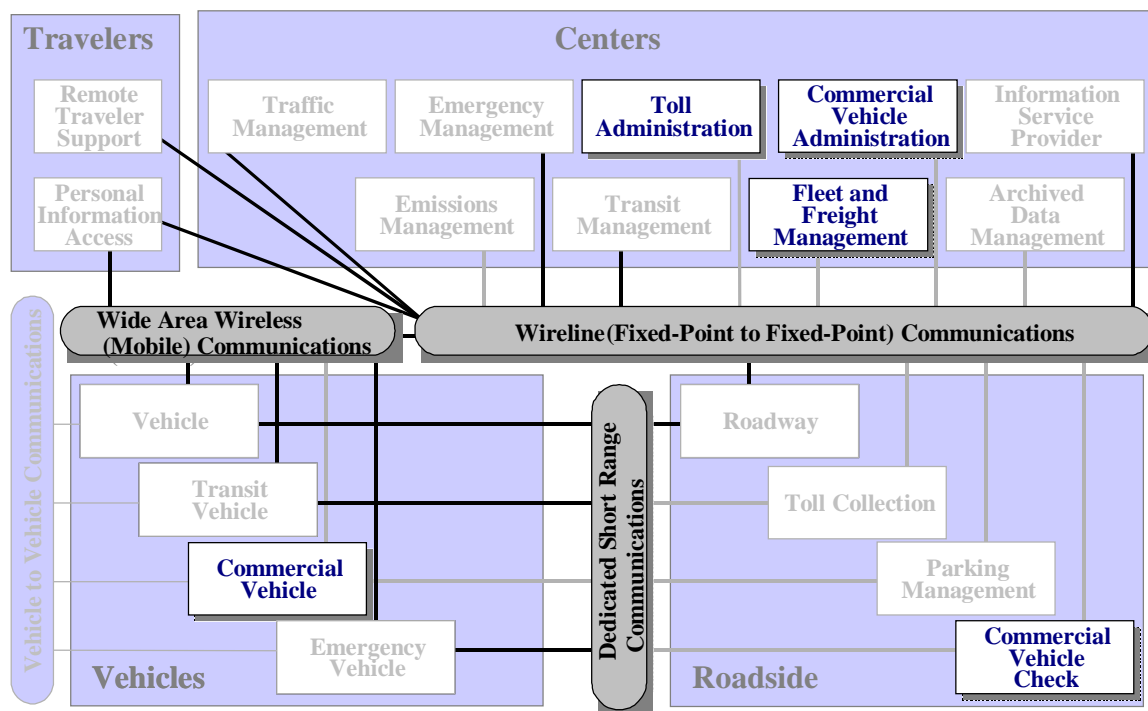 Travelers
Centers
Remote
Traveler
Support
Traffic
Management
Emergency
Management
Toll
Administration
Commercial
Vehicle
Administration
Information
Service
Provider
Personal
Information
Access
Emissions
Management
Transit
Management
Fleet and
Freight
Management
Archived
Data
Management
Wide Area Wireless
(Mobile) Communications
Wireline(Fixed-Point to Fixed-Point) Communications
Vehicle to Vehicle Communications
Vehicle
Transit
Vehicle
Commercial
Vehicle
Emergency
Vehicle
Vehicles
Dedicated Short Range
Communications
Roadway
Toll Collection
Parking
Management
Commercial
Vehicle
Check
Roadside